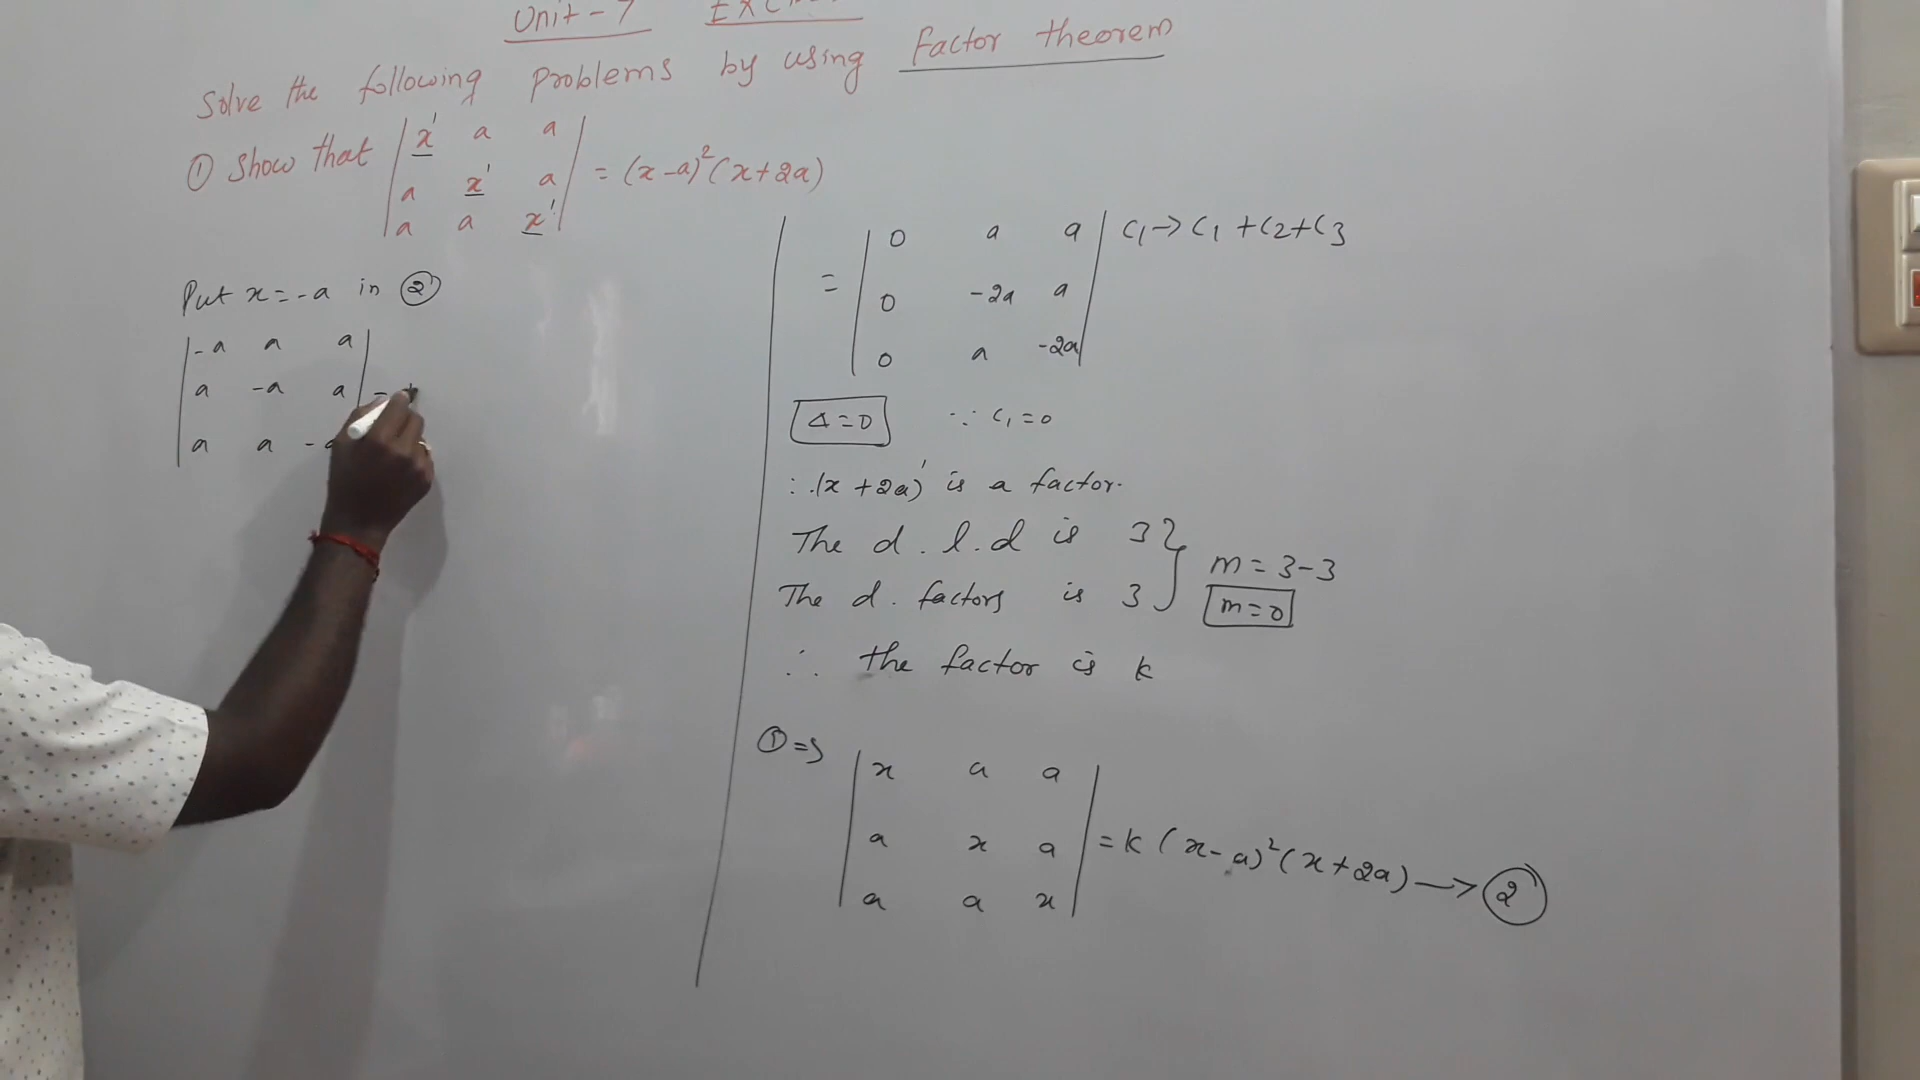 Unit-7
Solve the following problems by using Factor theorem
① Show that | x' a a | = (x-a)²(x+2a)
a x' a
a a x'
Put x=-a in ②
| -a a a |
| a -a a | =
| a a -
= | 0 a a | C₁→C₁+C₂+C₃
0 -2a a
0 a -2a
Δ=0 ∵ C₁=0
∴ (x+2a)' is a factor.
The d.l.d is 3 } m=3-3
The d. factors is 3 } m=0
∴ the factor is k
①⇒ | x a a |
a x a = k(x-a)²(x+2a) → ②
a a x